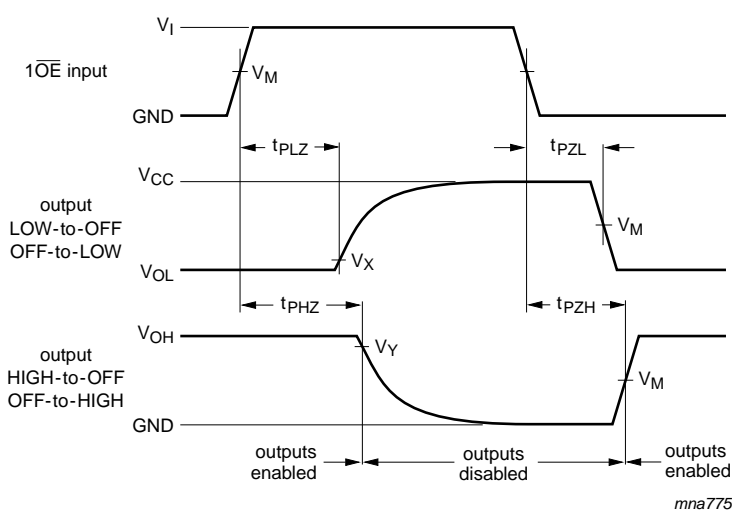 V_I
1O̅E̅ input
V_M
GND
t_PLZ
t_PZL
V_CC
output
LOW-to-OFF
OFF-to-LOW
V_M
V_X
V_OL
t_PHZ
t_PZH
V_OH
output
HIGH-to-OFF
OFF-to-HIGH
V_Y
V_M
GND
outputs
enabled
outputs
disabled
outputs
enabled
mna775